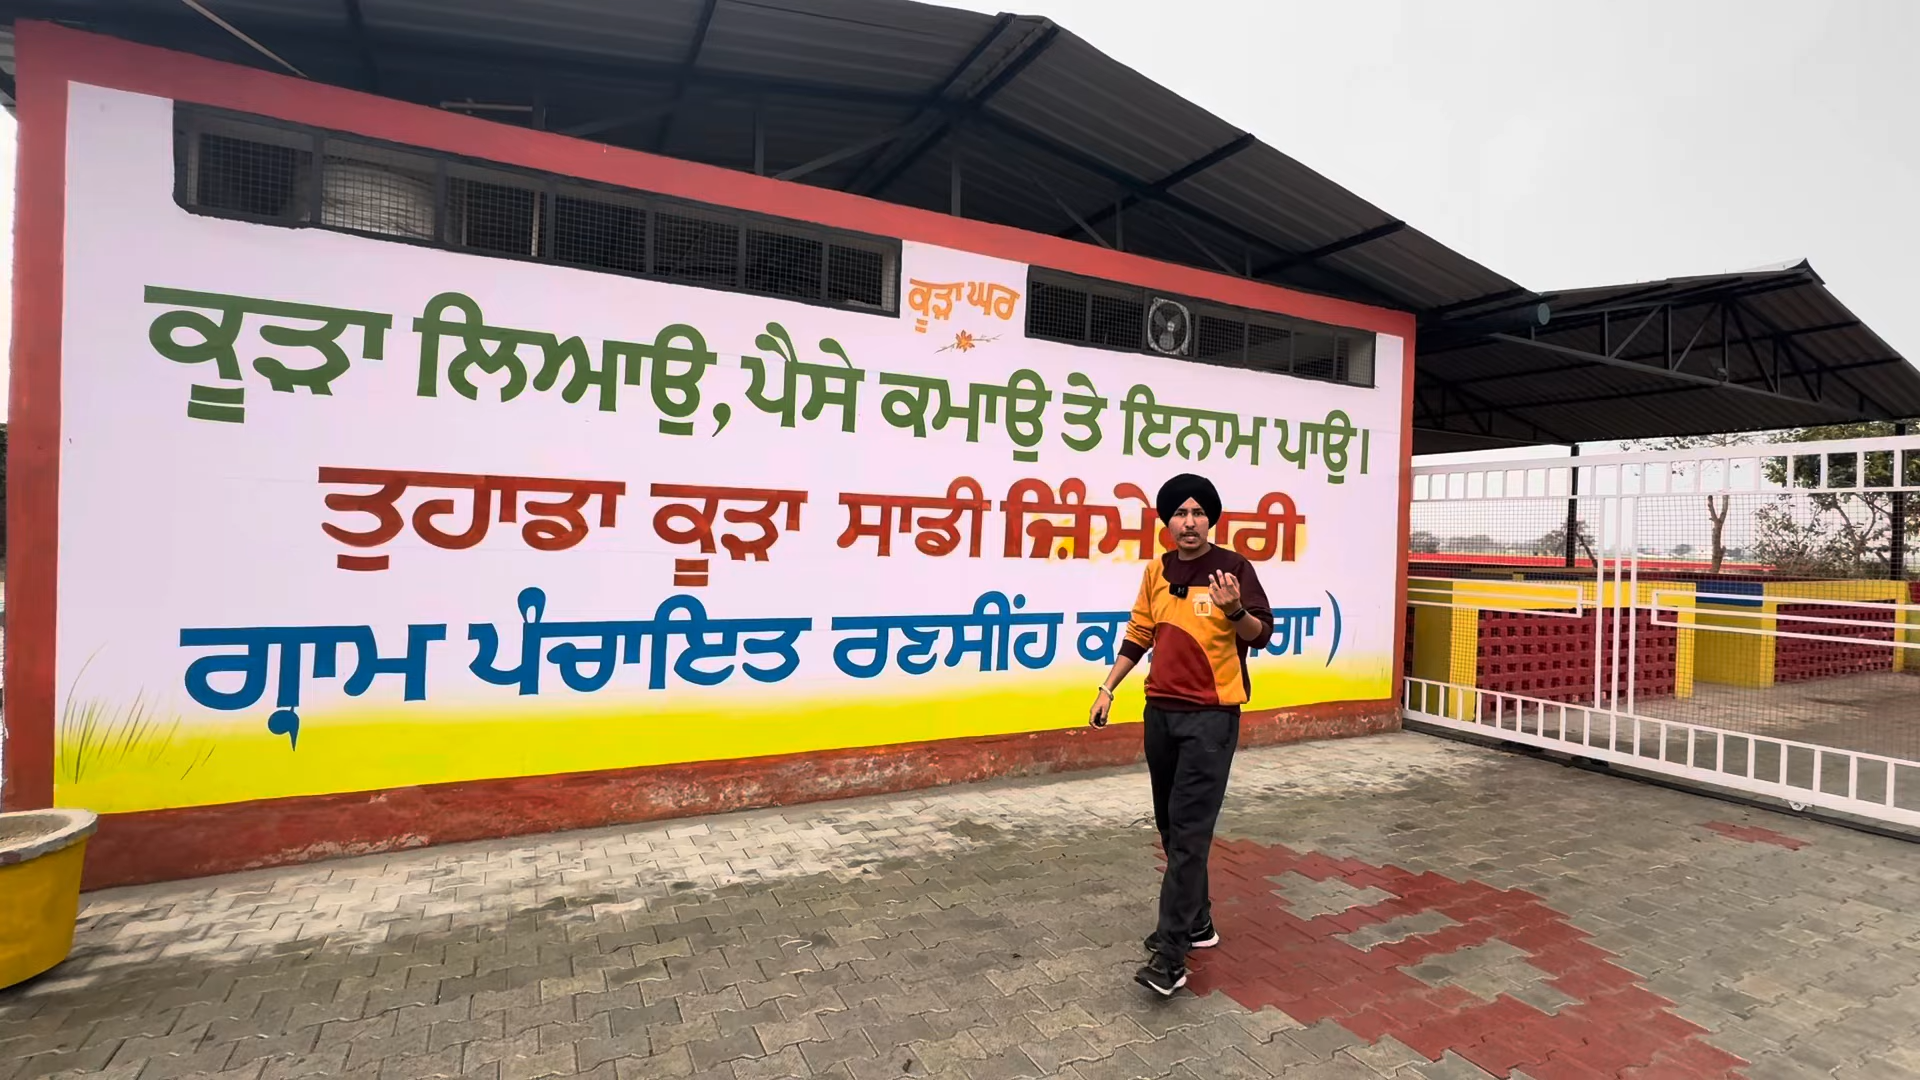 ਕੂੜਾ ਘਰ
ਕੂੜਾ ਲਿਆਓ, ਪੈਸੇ ਕਮਾਓ ਤੇ ਇਨਾਮ ਪਾਓ।
ਤੁਹਾਡਾ ਕੂੜਾ ਸਾਡੀ
ਗ੍ਰਾਮ ਪੰਚਾਇਤ ਰਣਸੀਂਹ